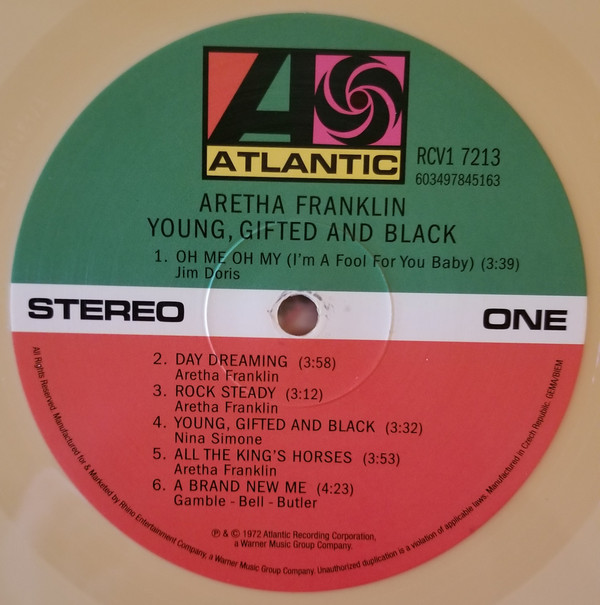 ATLANTIC
RCV1 7213
603497845163
ARETHA FRANKLIN
YOUNG, GIFTED AND BLACK
1. OH ME OH MY (I'm A Fool For You Baby) (3:39)
Jim Doris
STEREO
ONE
2. DAY DREAMING (3:58)
Aretha Franklin
3. ROCK STEADY (3:12)
Aretha Franklin
4. YOUNG, GIFTED AND BLACK (3:32)
Nina Simone
5. ALL THE KING'S HORSES (3:53)
Aretha Franklin
6. A BRAND NEW ME (4:23)
Gamble - Bell - Butler
℗ & © 1972 Atlantic Recording Corporation,
a Warner Music Group Company.
All Rights Reserved. Manufactured for & Marketed by Rhino Entertainment Company, a Warner Music Group Company. Unauthorized duplication is a violation of applicable laws. Manufactured in Czech Republic. GEMA/BIEM